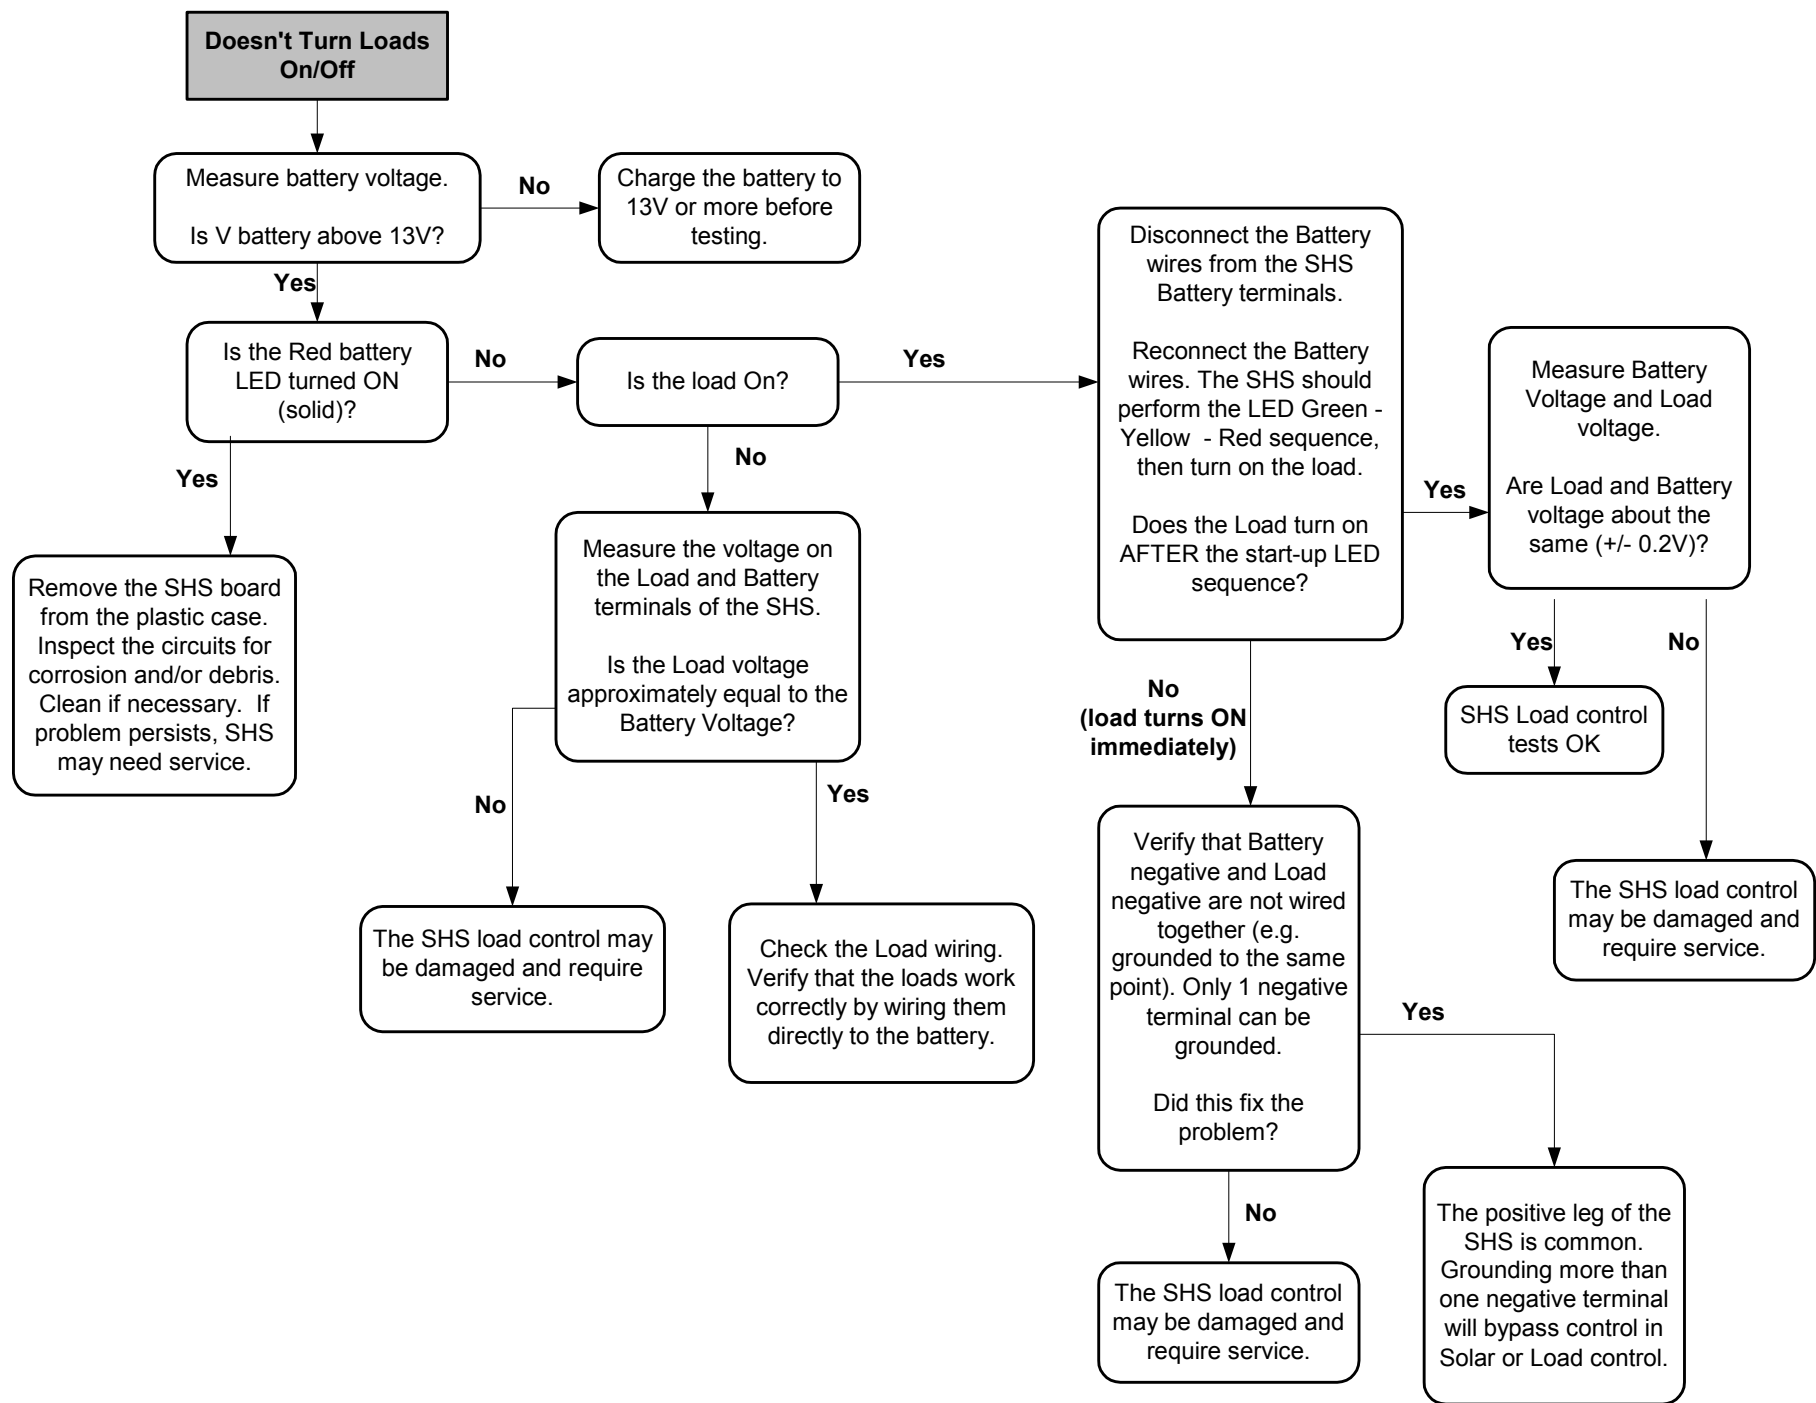 Doesn't Turn Loads
On/Off
Measure battery voltage.
Is V battery above 13V?
No
Charge the battery to
13V or more before
testing.
Yes
Is the Red battery
LED turned ON
(solid)?
No
Is the load On?
Yes
Disconnect the Battery
wires from the SHS
Battery terminals.
Reconnect the Battery
wires. The SHS should
perform the LED Green -
Yellow - Red sequence,
then turn on the load.
Does the Load turn on
AFTER the start-up LED
sequence?
Yes
Measure Battery
Voltage and Load
voltage.
Are Load and Battery
voltage about the
same (+/- 0.2V)?
Yes
Remove the SHS board
from the plastic case.
Inspect the circuits for
corrosion and/or debris.
Clean if necessary. If
problem persists, SHS
may need service.
No
Measure the voltage on
the Load and Battery
terminals of the SHS.
Is the Load voltage
approximately equal to the
Battery Voltage?
No
The SHS load control may
be damaged and require
service.
Yes
Check the Load wiring.
Verify that the loads work
correctly by wiring them
directly to the battery.
No
(load turns ON
immediately)
Verify that Battery
negative and Load
negative are not wired
together (e.g.
grounded to the same
point). Only 1 negative
terminal can be
grounded.
Did this fix the
problem?
Yes
SHS Load control
tests OK
No
The SHS load control
may be damaged and
require service.
No
The SHS load control
may be damaged and
require service.
Yes
The positive leg of the
SHS is common.
Grounding more than
one negative terminal
will bypass control in
Solar or Load control.